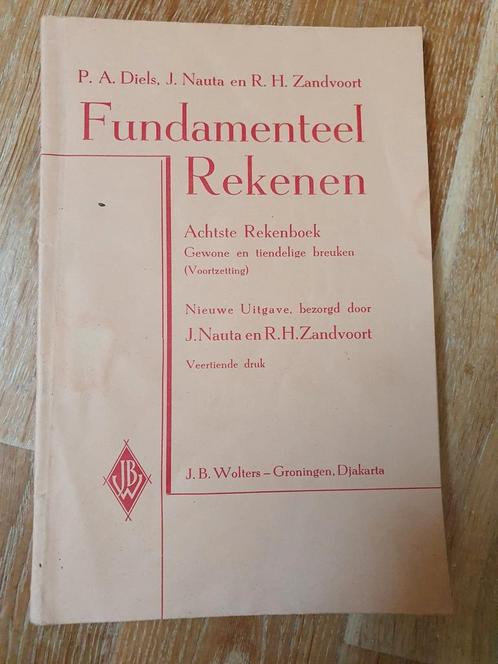 P. A. Diels, J. Nauta en R. H. Zandvoort
Fundamenteel
Rekenen
Achtste Rekenboek
Gewone en tiendelige breuken
(Voortzetting)
Nieuwe Uitgave, bezorgd door
J. Nauta en R. H. Zandvoort
Veertiende druk
JBW
J. B. Wolters – Groningen, Djakarta